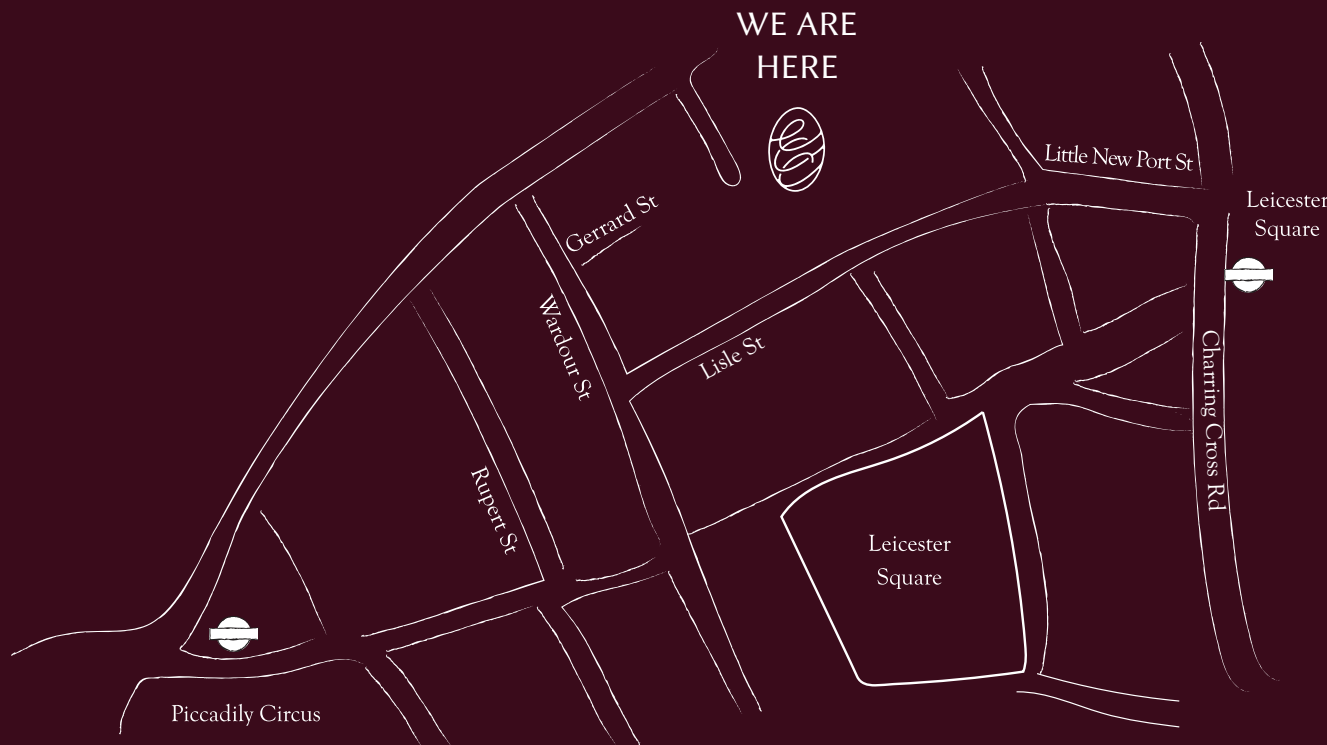 WE ARE
HERE
Little New Port St
Leicester
Square
Gerrard St
Wardour St
Lisle St
Charring Cross Rd
Rupert St
Leicester
Square
Piccadily Circus